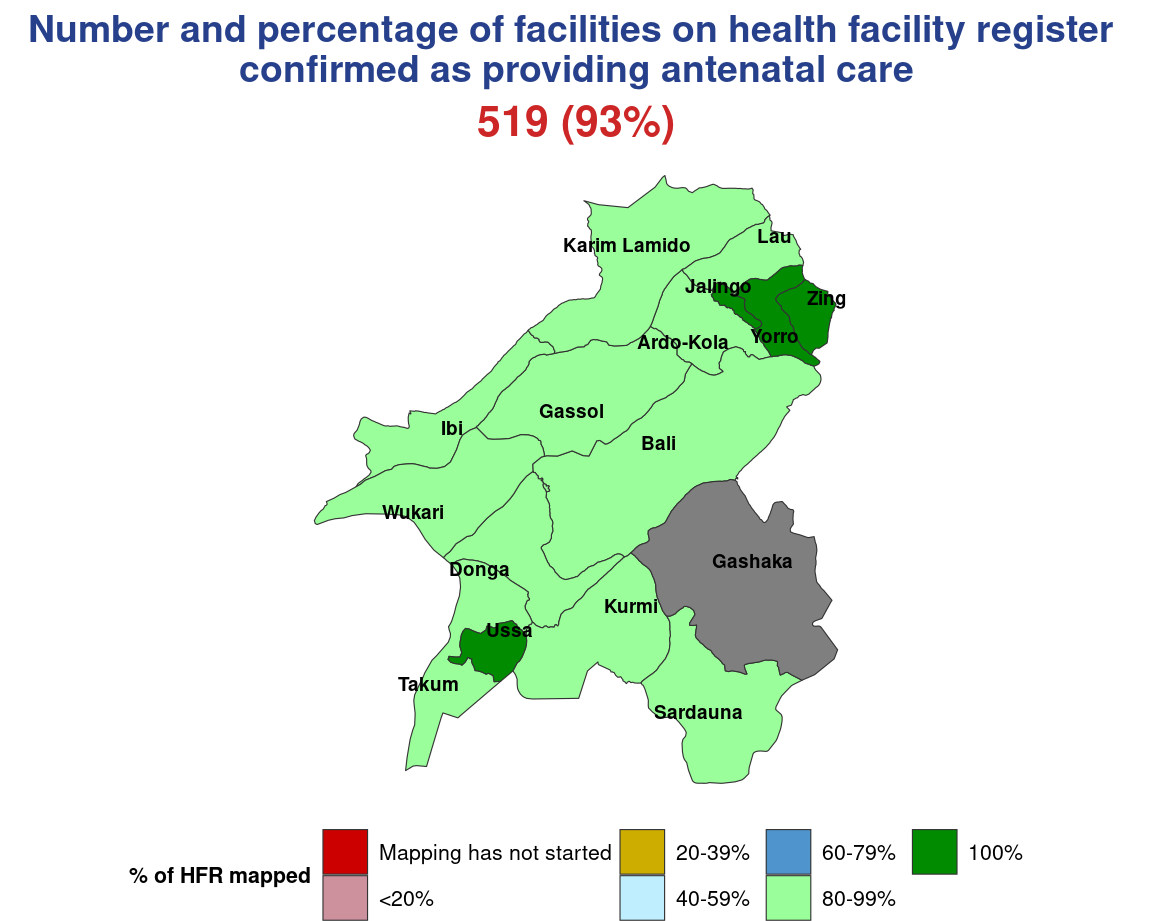 Number and percentage of facilities on health facility register
confirmed as providing antenatal care
519 (93%)
Karim Lamido
Lau
Jalingo
Zing
Yorro
Ardo-Kola
Gassol
Ibi
Bali
Wukari
Gashaka
Donga
Kurmi
Ussa
Takum
Sardauna
% of HFR mapped
Mapping has not started
<20%
20-39%
40-59%
60-79%
80-99%
100%